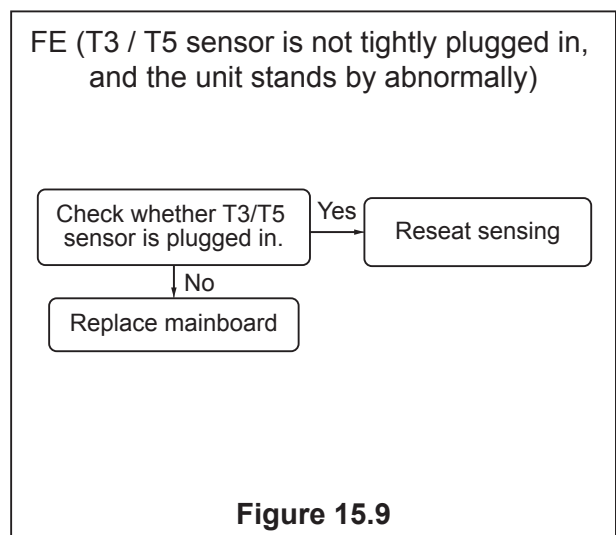 FE (T3 / T5 sensor is not tightly plugged in,
and the unit stands by abnormally)
Check whether T3/T5
sensor is plugged in.
Yes
Reseat sensing
No
Replace mainboard
Figure 15.9